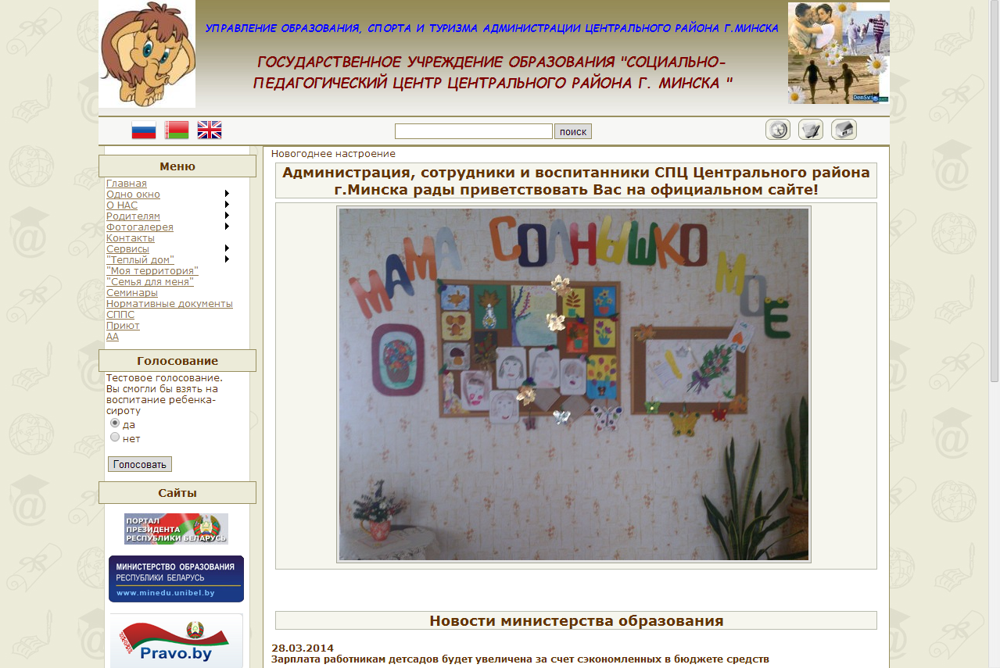 УПРАВЛЕНИЕ ОБРАЗОВАНИЯ, СПОРТА И ТУРИЗМА АДМИНИСТРАЦИИ ЦЕНТРАЛЬНОГО РАЙОНА Г.МИНСКА
ГОСУДАРСТВЕННОЕ УЧРЕЖДЕНИЕ ОБРАЗОВАНИЯ "СОЦИАЛЬНО-
ПЕДАГОГИЧЕСКИЙ ЦЕНТР ЦЕНТРАЛЬНОГО РАЙОНА Г. МИНСКА "
поиск
Меню
Главная
Одно окно
О НАС
Родителям
Фотогалерея
Контакты
Сервисы
"Теплый дом"
"Моя территория"
"Семья для меня"
Семинары
Нормативные документы
СППС
Приют
АА
Голосование
Тестовое голосование.
Вы смогли бы взять на
воспитание ребенка-
сироту
да
нет
Голосовать
Сайты
ПОРТАЛ
ПРЕЗИДЕНТА
РЕСПУБЛИКИ БЕЛАРУСЬ
МИНИСТЕРСТВО ОБРАЗОВАНИЯ
РЕСПУБЛИКИ БЕЛАРУСЬ
www.minedu.unibel.by
Pravo.by
Новогоднее настроение
Администрация, сотрудники и воспитанники СПЦ Центрального района
г.Минска рады приветствовать Вас на официальном сайте!
МАМА СОЛНЫШКО
МОЕ
Новости министерства образования
28.03.2014
Зарплата работникам детсадов будет увеличена за счет сэкономленных в бюджете средств